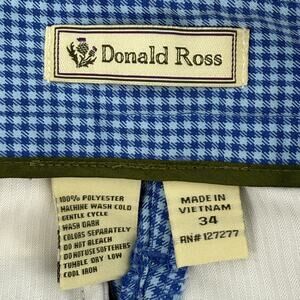 Donald Ross
100% POLYESTER
MACHINE WASH COLD
GENTLE CYCLE
WASH DARK
COLORS SEPARATELY
DO NOT BLEACH
DO NOT USE SOFTENERS
TUMBLE DRY LOW
COOL IRON
MADE IN
VIETNAM
34
RN# 127277